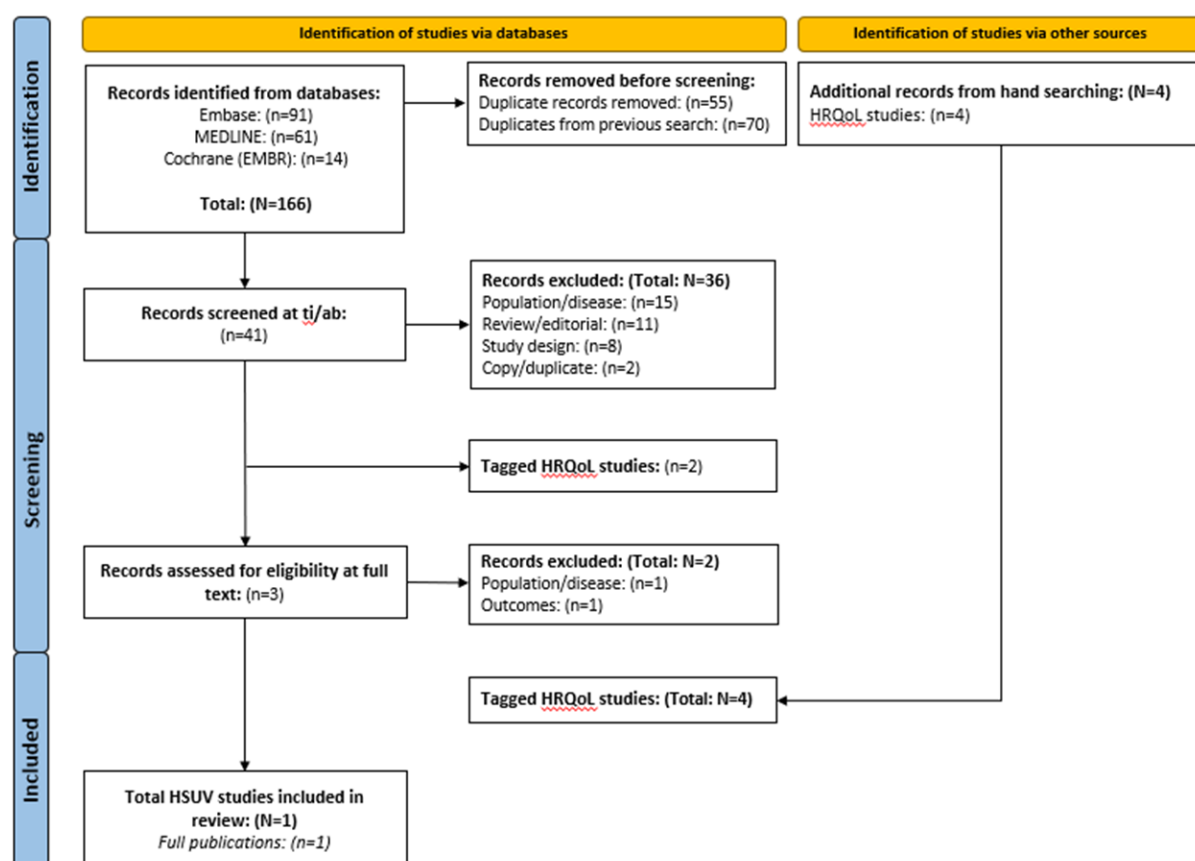 Identification of studies via databases
Identification of studies via other sources
Identification
Records identified from databases:
Embase: (n=91)
MEDLINE: (n=61)
Cochrane (EMBR): (n=14)
Total: (N=166)
Records removed before screening:
Duplicate records removed: (n=55)
Duplicates from previous search: (n=70)
Additional records from hand searching: (N=4)
HRQoL studies: (n=4)
Screening
Records screened at ti/ab:
(n=41)
Records excluded: (Total: N=36)
Population/disease: (n=15)
Review/editorial: (n=11)
Study design: (n=8)
Copy/duplicate: (n=2)
Tagged HRQoL studies: (n=2)
Records assessed for eligibility at full
text: (n=3)
Records excluded: (Total: N=2)
Population/disease: (n=1)
Outcomes: (n=1)
Included
Tagged HRQoL studies: (Total: N=4)
Total HSUV studies included in
review: (N=1)
Full publications: (n=1)